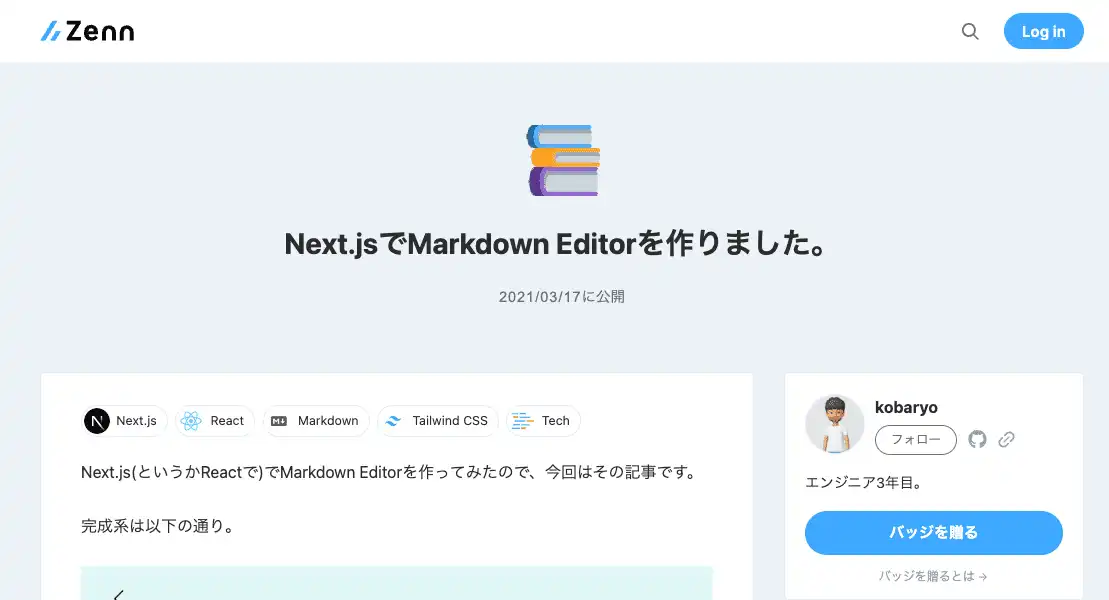 Zenn
Log in
Next.jsでMarkdown Editorを作りました。
2021/03/17に公開
Next.js React Markdown Tailwind CSS Tech
Next.js(というかReactで)でMarkdown Editorを作ってみたので、今回はその記事です。
完成系は以下の通り。
kobaryo
フォロー
エンジニア3年目。
バッジを贈る
バッジを贈るとは→